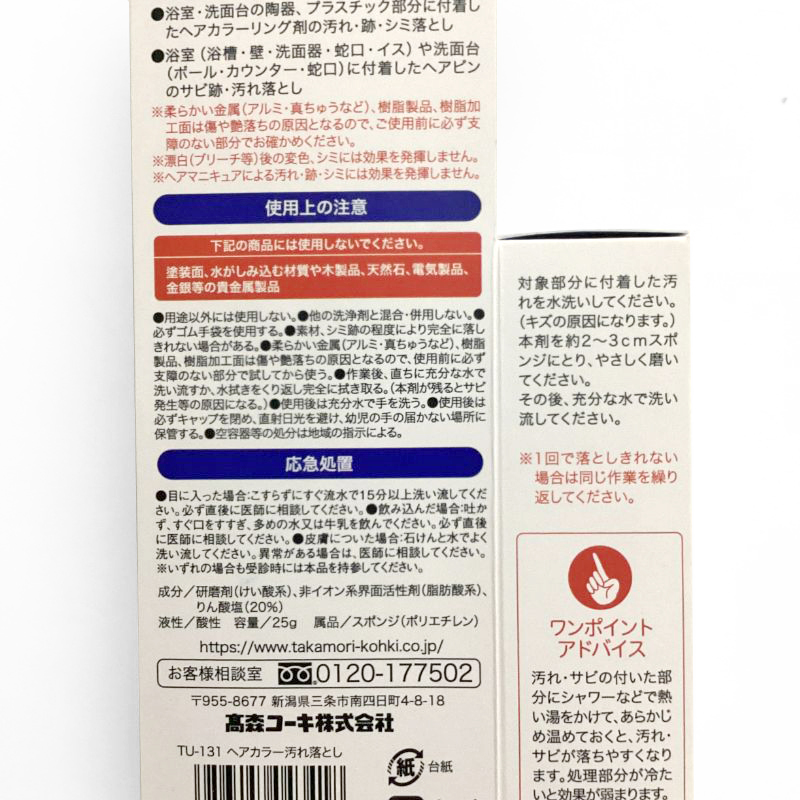 ●浴室・洗面台の陶器、プラスチック部分に付着し
たヘアカラーリング剤の汚れ・跡・シミ落とし
●浴室（浴槽・壁・洗面器・蛇口・イス）や洗面台
（ボール・カウンター・蛇口）に付着したヘアピン
のサビ跡・汚れ落とし
※柔らかい金属（アルミ・真ちゅうなど）、樹脂製品、樹脂加
工面は傷や艶落ちの原因となるので、ご使用前に必ず支
障のない部分でお確かめください。
※漂白（ブリーチ等）後の変色、シミには効果を発揮しません。
※ヘアマニキュアによる汚れ・跡・シミには効果を発揮しません。
使用上の注意
下記の商品には使用しないでください。
塗装面、水がしみ込む材質や木製品、天然石、電気製品、
金銀等の貴金属製品
●用途以外には使用しない。●他の洗浄剤と混合・併用しない。●
必ずゴム手袋を使用する。●素材、シミ跡の程度により完全に落し
きれない場合がある。●柔らかい金属（アルミ・真ちゅうなど）、樹脂
製品、樹脂加工面は傷や艶落ちの原因となるので、使用前に必ず
支障のない部分で試してから使う。●作業後、直ちに充分な水で
洗い流すか、水拭きをくり返し完全に拭き取る。（本剤が残るとサビ
発生等の原因になる。）●使用後は充分水で手を洗う。●使用後は
必ずキャップを閉め、直射日光を避け、幼児の手の届かない場所に
保管する。●空容器等の処分は地域の指示による。
応急処置
●目に入った場合:こすらずにすぐ流水で15分以上洗い流してくだ
さい。必ず直後に医師に相談してください。●飲み込んだ場合:吐か
ず、すぐ口をすすぎ、多めの水又は牛乳を飲んでください。必ず直後
に医師に相談してください。●皮膚についた場合:石けんと水でよく
洗い流してください。異常がある場合は、医師に相談してください。
※いずれの場合も受診時には本品を持参してください。
成分／研磨剤（けい酸系）、非イオン系界面活性剤（脂肪酸系）、
りん酸塩（20%）
液性／酸性 容量／25g 属品／スポンジ（ポリエチレン）
https://www.takamori-kohki.co.jp/
お客様相談室 0120-177502
〒955-8677 新潟県三条市南四日町4-8-18
髙森コーキ株式会社
TU-131 ヘアカラー汚れ落とし
紙 台紙
対象部分に付着した汚
れを水洗いしてください。
（キズの原因になります。）
本剤を約2～3cmスポ
ンジにとり、やさしく磨い
てください。
その後、充分な水で洗い
流してください。
※1回で落としきれない
場合は同じ作業を繰り
返してください。
ワンポイント
アドバイス
汚れ・サビの付いた部
分にシャワーなどで熱
い湯をかけて、あらかじ
め温めておくと、汚れ・
サビが落ちやすくなり
ます。処理部分が冷た
いと効果が弱まります。